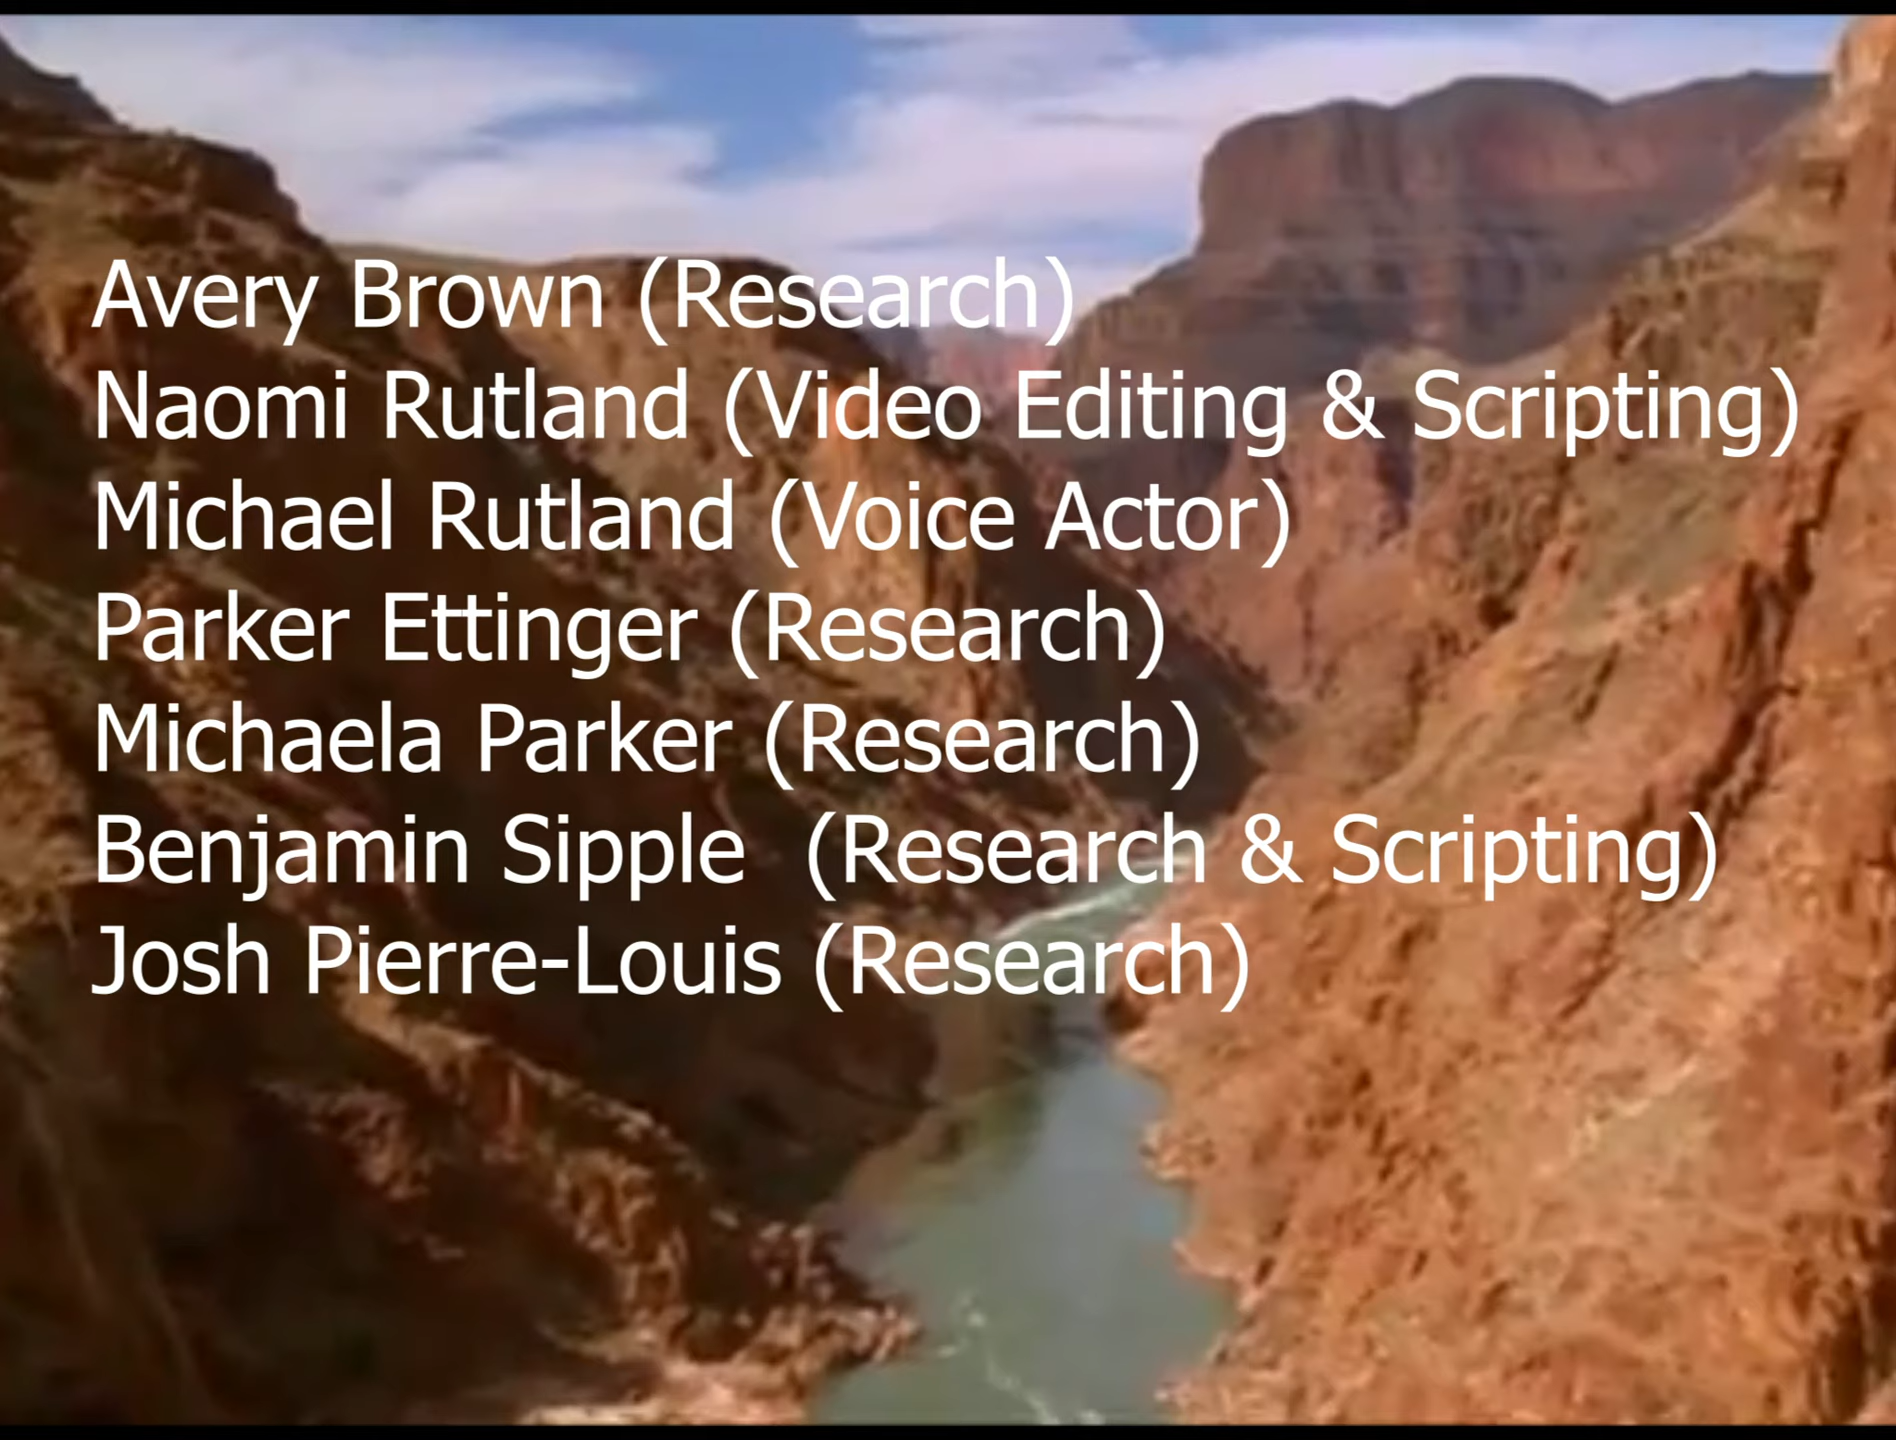 Avery Brown (Research)
Naomi Rutland (Video Editing & Scripting)
Michael Rutland (Voice Actor)
Parker Ettinger (Research)
Michaela Parker (Research)
Benjamin Sipple  (Research & Scripting)
Josh Pierre-Louis (Research)